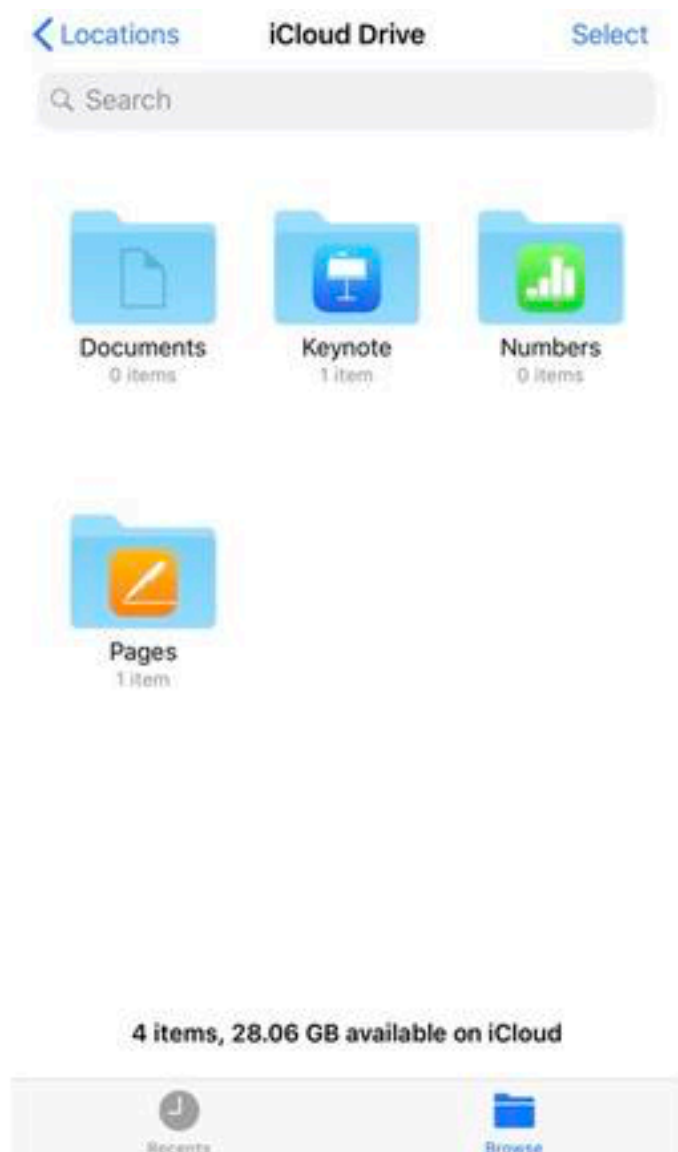 Locations iCloud Drive Select
Search
Documents Keynote Numbers
0 items 1 item 0 items
Pages
1 item
4 items, 28.06 GB available on iCloud
Recents Browse